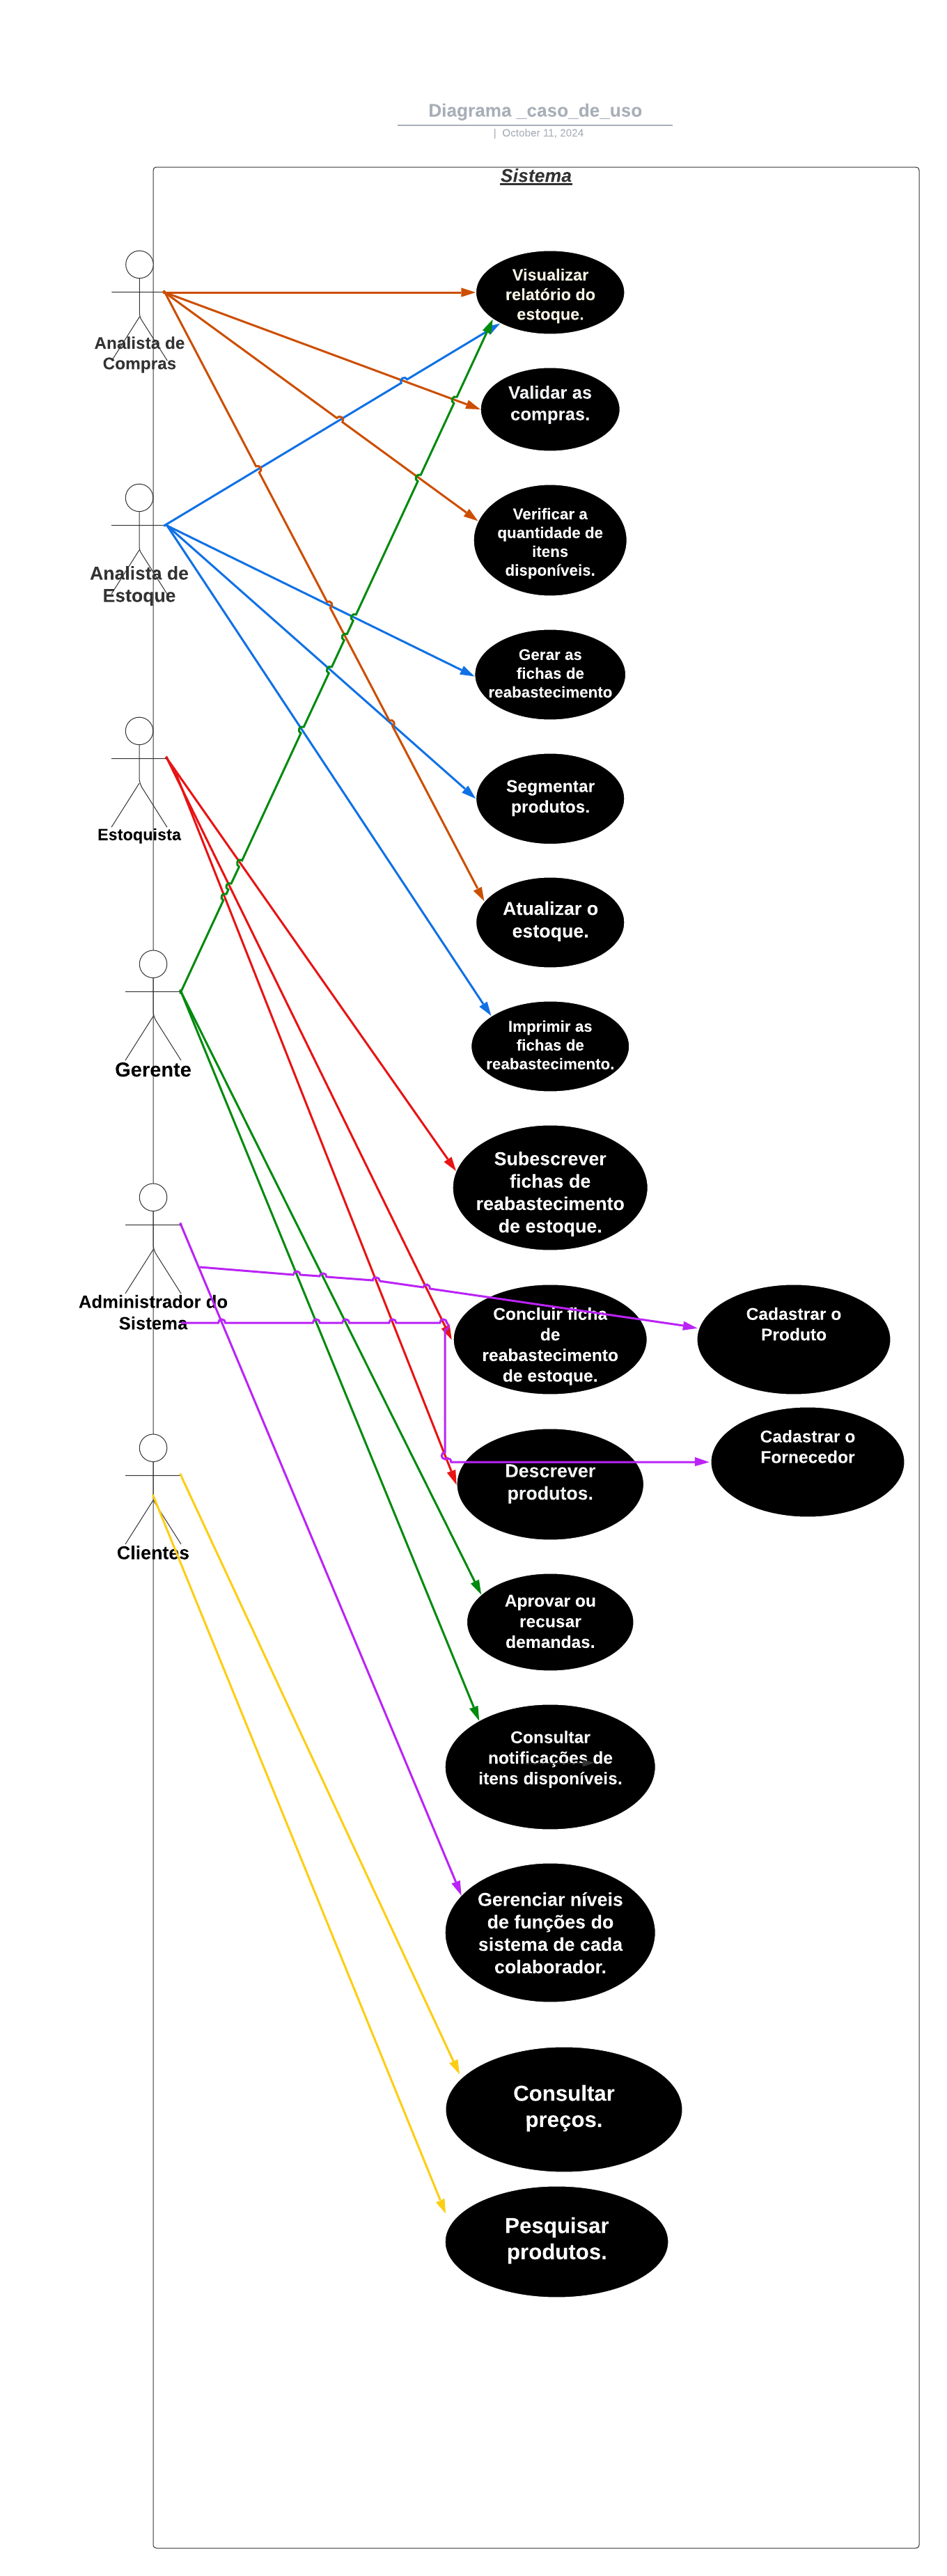 Diagrama _caso_de_uso
| October 11, 2024
Sistema
Analista de
Compras
Visualizar
relatório do
estoque.
Validar as
compras.
Analista de
Estoque
Verificar a
quantidade de
itens
disponíveis.
Gerar as
fichas de
reabastecimento
Estoquista
Segmentar
produtos.
Atualizar o
estoque.
Gerente
Imprimir as
fichas de
reabastecimento.
Subescrever
fichas de
reabastecimento
de estoque.
Administrador do
Sistema
Concluir ficha
de
reabastecimento
de estoque.
Cadastrar o
Produto
Cadastrar o
Fornecedor
Descrever
produtos.
Clientes
Aprovar ou
recusar
demandas.
Consultar
notificações de
itens disponíveis.
Gerenciar níveis
de funções do
sistema de cada
colaborador.
Consultar
preços.
Pesquisar
produtos.